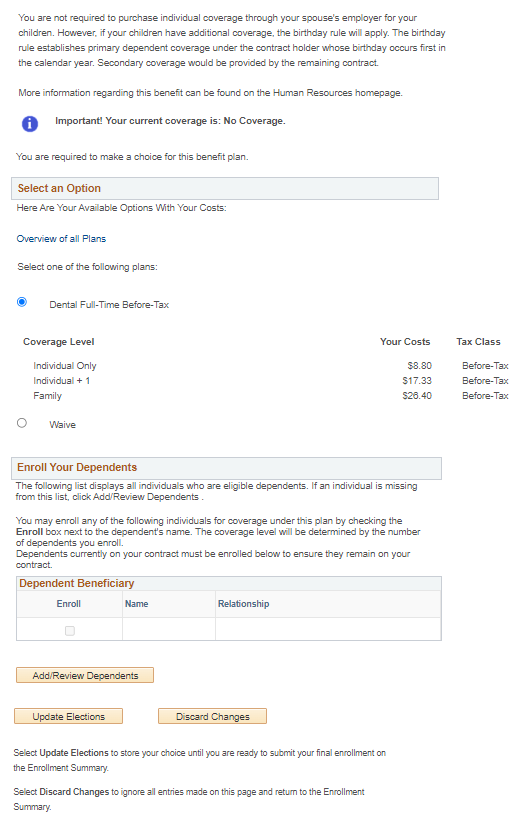 You are not required to purchase individual coverage through your spouse's employer for your
children. However, if your children have additional coverage, the birthday rule will apply. The birthday
rule establishes primary dependent coverage under the contract holder whose birthday occurs first in
the calendar year. Secondary coverage would be provided by the remaining contract.
More information regarding this benefit can be found on the Human Resources homepage.
Important! Your current coverage is: No Coverage.
You are required to make a choice for this benefit plan.
Select an Option
Here Are Your Available Options With Your Costs:
Overview of all Plans
Select one of the following plans:
Dental Full-Time Before-Tax
Coverage Level Your Costs Tax Class
Individual Only $8.80 Before-Tax
Individual + 1 $17.33 Before-Tax
Family $26.40 Before-Tax
Waive
Enroll Your Dependents
The following list displays all individuals who are eligible dependents. If an individual is missing
from this list, click Add/Review Dependents .
You may enroll any of the following individuals for coverage under this plan by checking the
Enroll box next to the dependent's name. The coverage level will be determined by the number
of dependents you enroll.
Dependents currently on your contract must be enrolled below to ensure they remain on your
contract.
Dependent Beneficiary
Enroll Name Relationship
Add/Review Dependents
Update Elections Discard Changes
Select Update Elections to store your choice until you are ready to submit your final enrollment on
the Enrollment Summary.
Select Discard Changes to ignore all entries made on this page and return to the Enrollment
Summary.